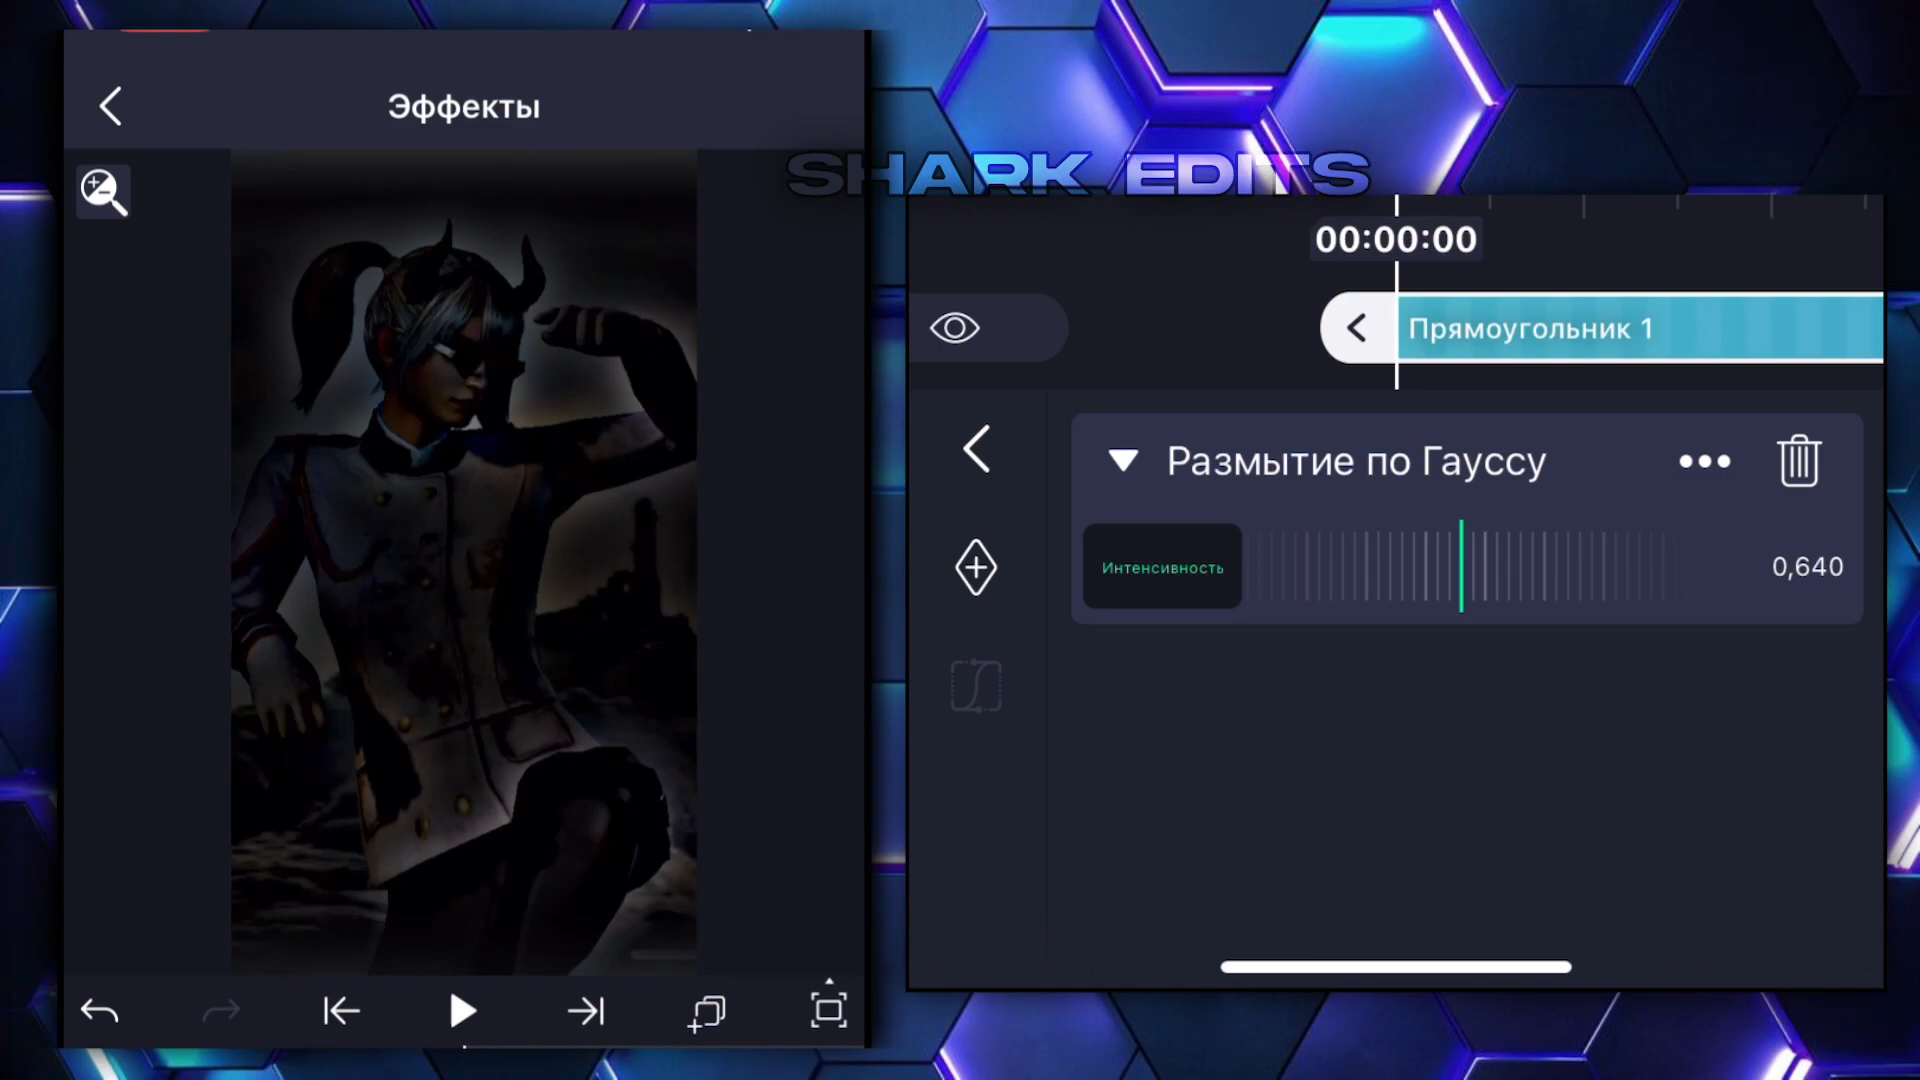 Эффекты
SHARK EDITS
00:00:00
Прямоугольник 1
Размытие по Гауссу
Интенсивность
0,640